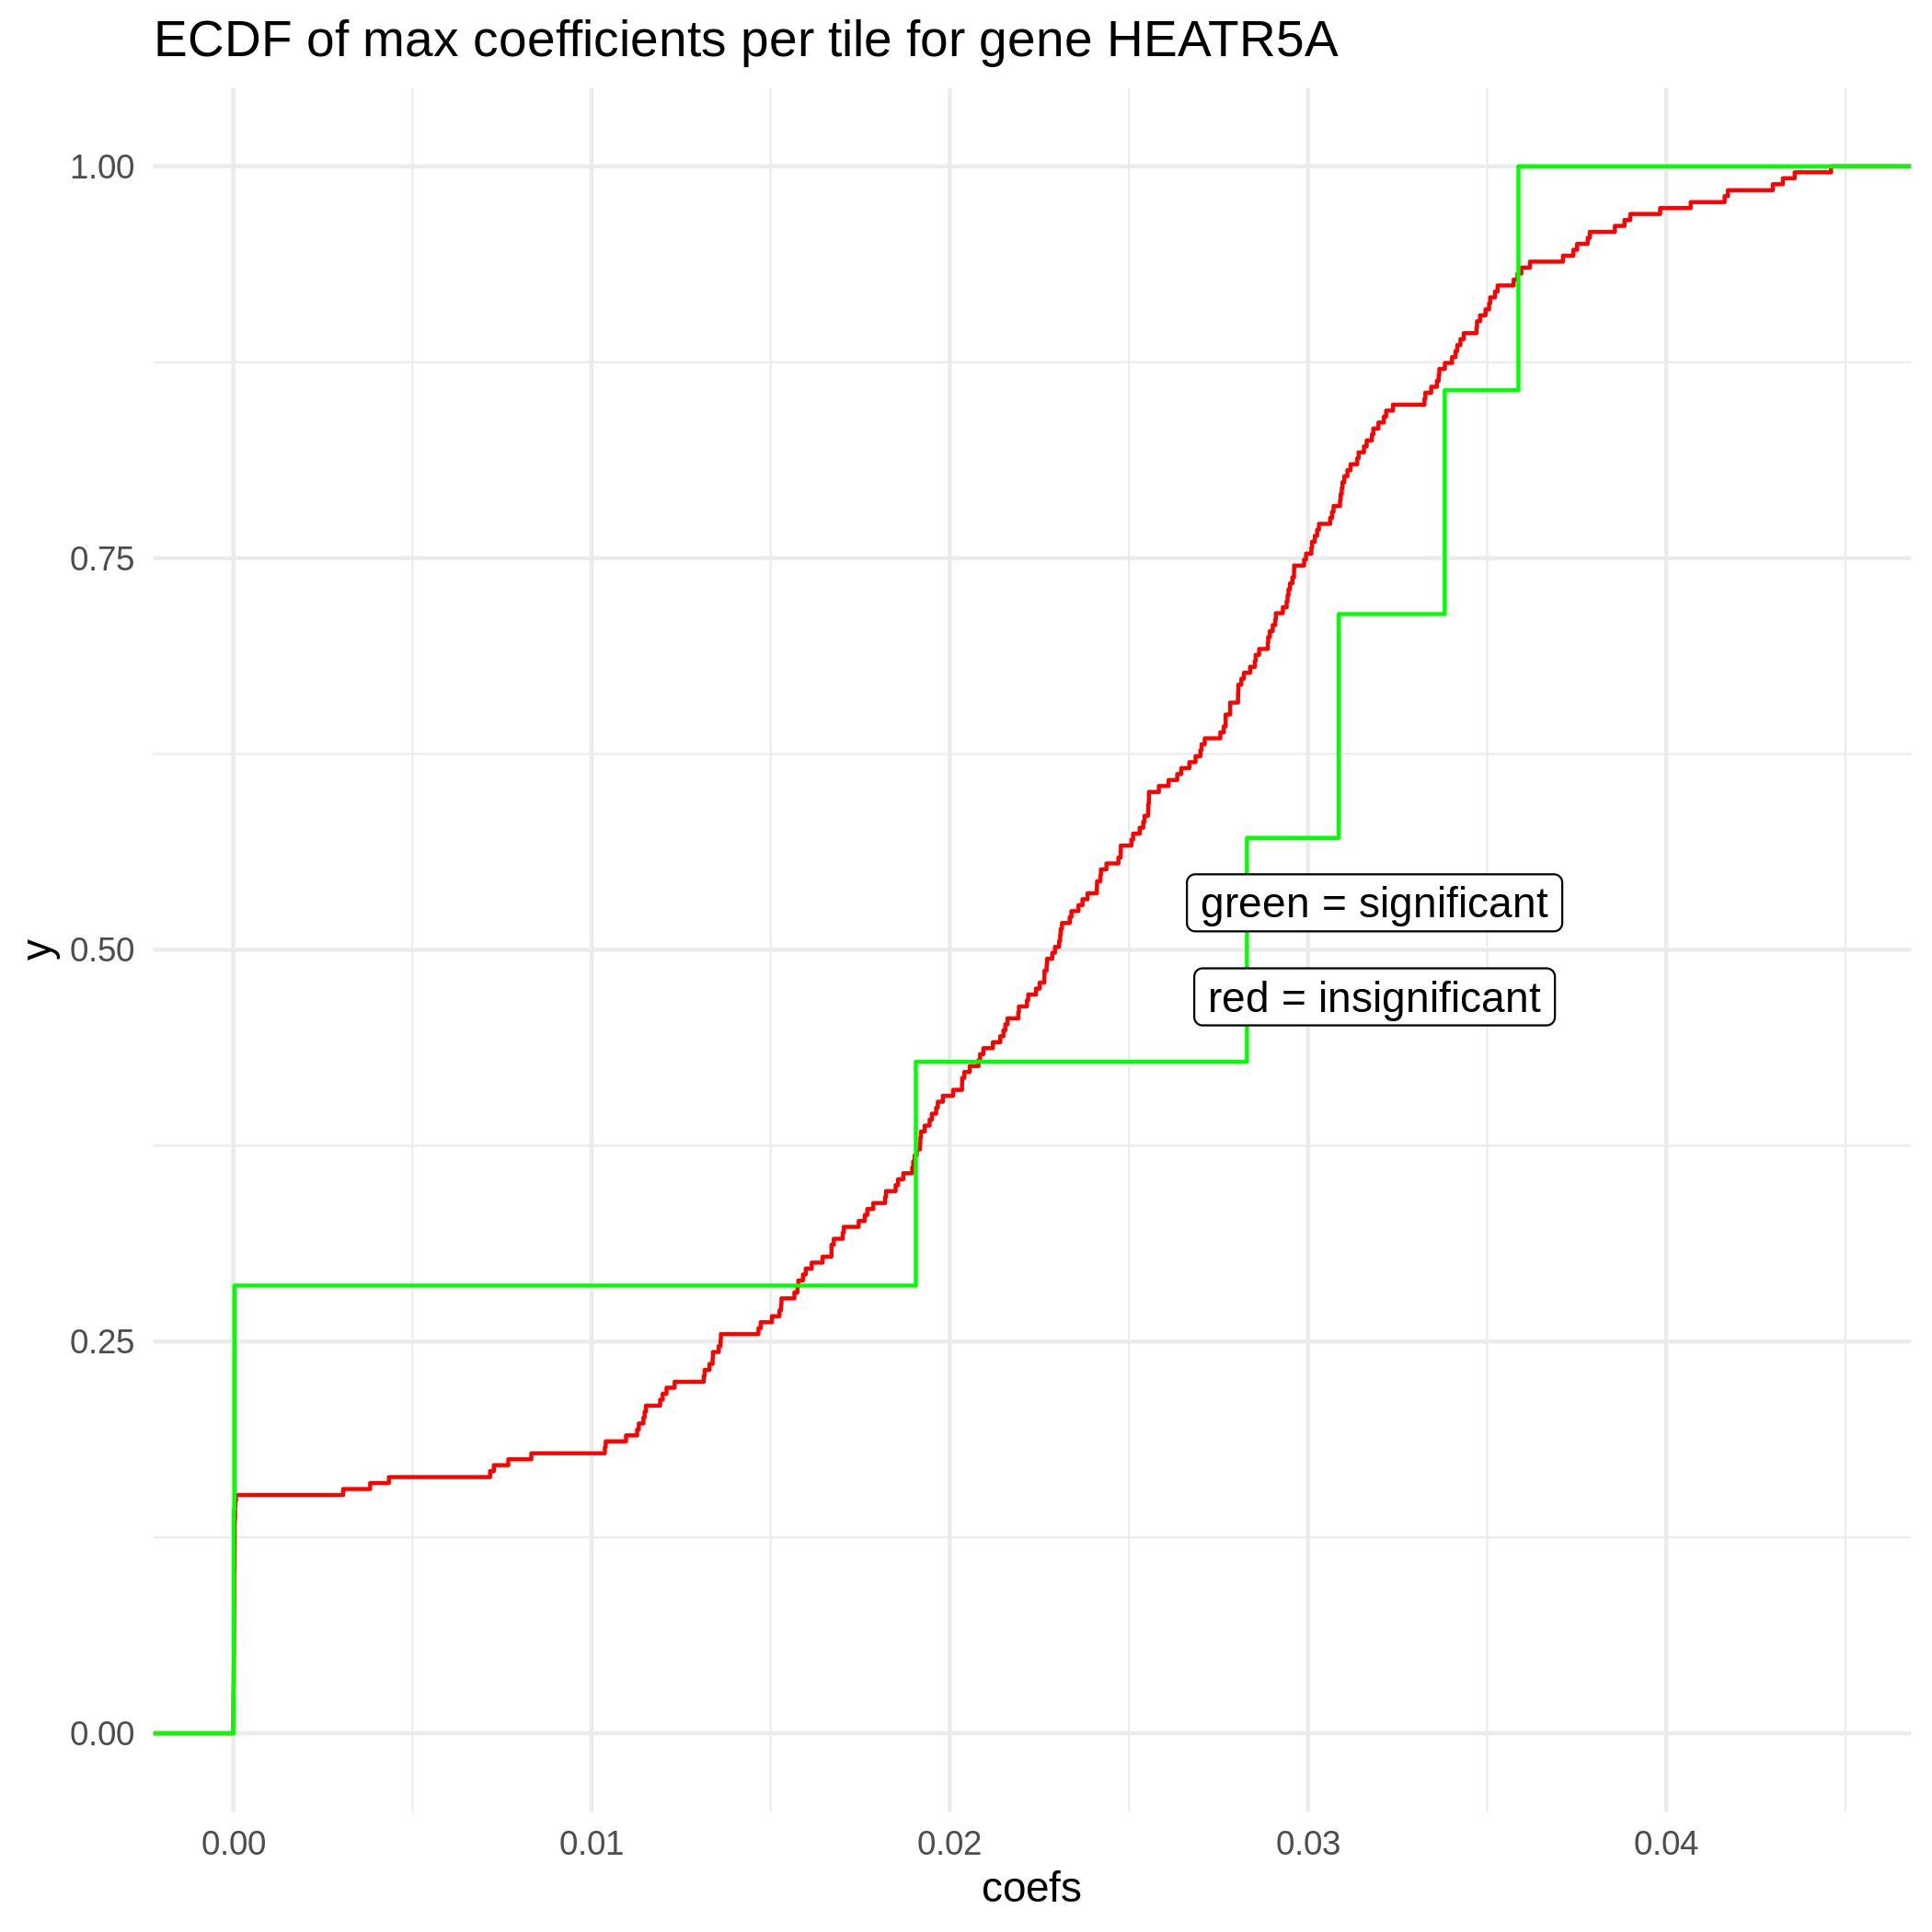 ECDF of max coefficients per tile for gene HEATR5A
1.00
0.75
0.50
0.25
0.00
y
green = significant
red = insignificant
0.00 0.01 0.02 0.03 0.04
coefs